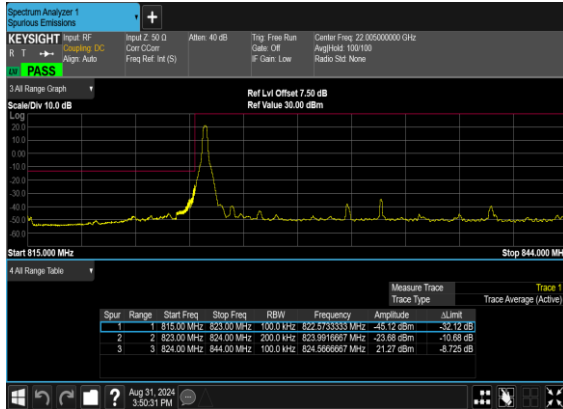 Spectrum Analyzer 1
Spurious Emissions
+
KEYSIGHT Input: RF Input Z: 50 Ω Atten: 40 dB Trig: Free Run Center Freq: 22.005000000 GHz
R T Coupling: DC Corr CCorr Gate: Off Avg|Hold: 100/100
Align: Auto Freq Ref: Int (S) IF Gain: Low Radio Std: None
PASS
3 All Range Graph
Ref Lvl Offset 7.50 dB
Scale/Div 10.0 dB Ref Value 30.00 dBm
Log
20.0
10.0
0.00
-10.0
-20.0
-30.0
-40.0
-50.0
-60.0
Start 815.000 MHz Stop 844.000 MH
4 All Range Table
Measure Trace Trace 1
Trace Type Trace Average (Active)
Spur Range Start Freq Stop Freq RBW Frequency Amplitude ΔLimit
1 1 815.00 MHz 823.00 MHz 100.0 kHz 822.5733333 MHz -45.12 dBm -32.12 dB
2 2 823.00 MHz 824.00 MHz 200.0 kHz 823.9916667 MHz -23.68 dBm -10.68 dB
3 3 824.00 MHz 844.00 MHz 100.0 kHz 824.5666667 MHz 21.27 dBm -8.725 dB
? Aug 31, 2024
3:50:31 PM